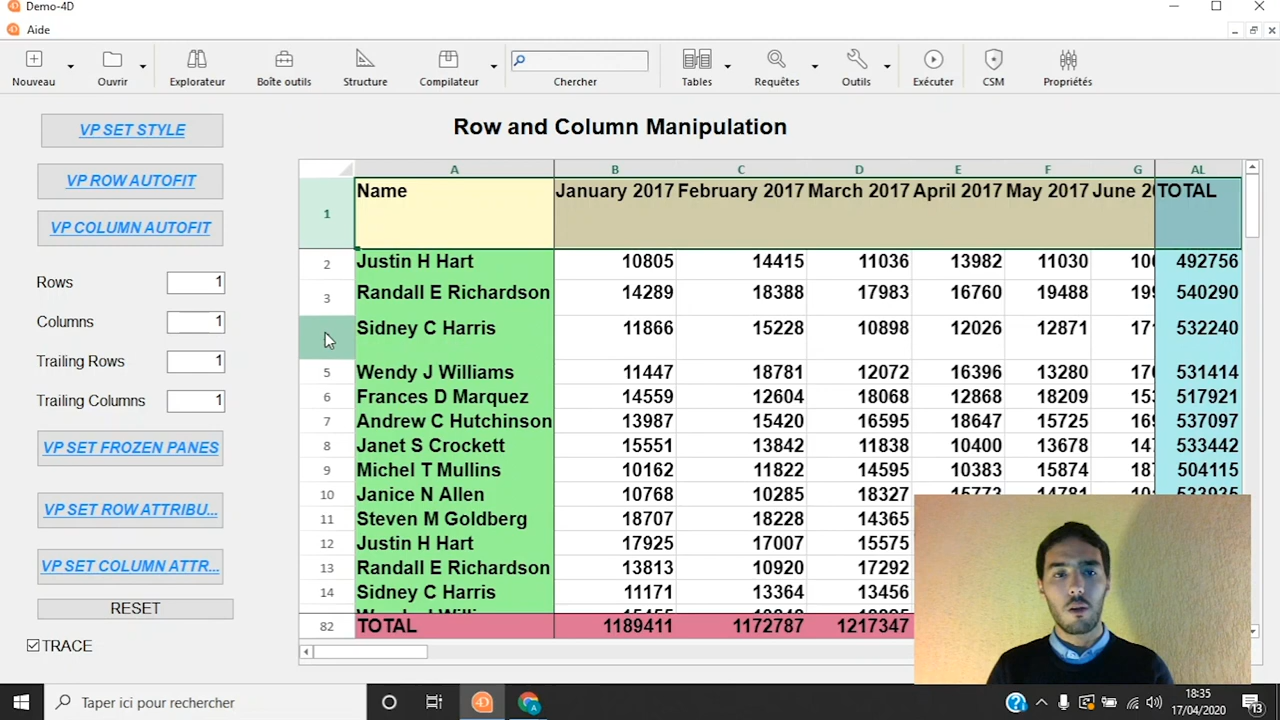 Demo-4D
Aide
Nouveau Ouvrir Explorateur Boîte outils Structure Compilateur Chercher Tables Requêtes Outils Exécuter CSM Propriétés
Row and Column Manipulation
VP SET STYLE
VP ROW AUTOFIT
VP COLUMN AUTOFIT
Rows 1
Columns 1
Trailing Rows 1
Trailing Columns 1
VP SET FROZEN PANES
VP SET ROW ATTRIBU...
VP SET COLUMN ATTR...
RESET
TRACE
A B C D E F G AL
1 Name January 2017 February 2017 March 2017 April 2017 May 2017 June 2 TOTAL
2 Justin H Hart 10805 14415 11036 13982 11030 492756
3 Randall E Richardson 14289 18388 17983 16760 19488 540290
Sidney C Harris 11866 15228 10898 12026 12871 532240
5 Wendy J Williams 11447 18781 12072 16396 13280 531414
6 Frances D Marquez 14559 12604 18068 12868 18209 517921
7 Andrew C Hutchinson 13987 15420 16595 18647 15725 537097
8 Janet S Crockett 15551 13842 11838 10400 13678 533442
9 Michel T Mullins 10162 11822 14595 10383 15874 504115
10 Janice N Allen 10768 10285 18327
11 Steven M Goldberg 18707 18228 14365
12 Justin H Hart 17925 17007 15575
13 Randall E Richardson 13813 10920 17292
14 Sidney C Harris 11171 13364 13456
82 TOTAL 1189411 1172787 1217347
Taper ici pour rechercher
18:35
17/04/2020
13